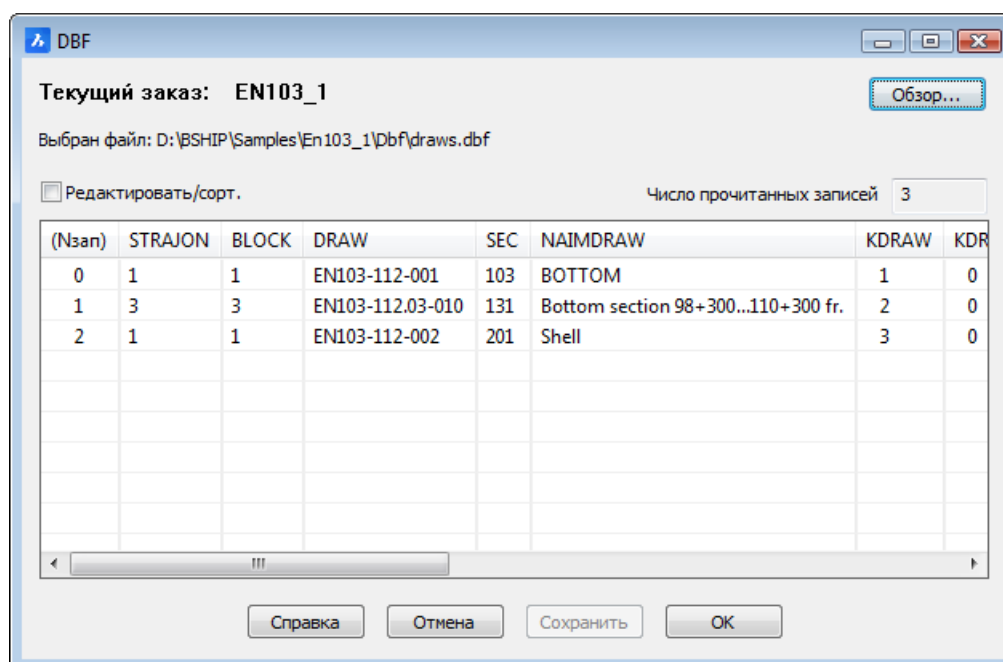 DBF
Текущий заказ: EN103_1
Обзор...
Выбран файл: D:\BSHIP\Samples\En103_1\Dbf\draws.dbf
Редактировать/сорт.
Число прочитанных записей 3
(Nзап) STRAJON BLOCK DRAW SEC NAIMDRAW KDRAW KDR
0 1 1 EN103-112-001 103 BOTTOM 1 0
1 3 3 EN103-112.03-010 131 Bottom section 98+300...110+300 fr. 2 0
2 1 1 EN103-112-002 201 Shell 3 0
Справка Отмена Сохранить OK